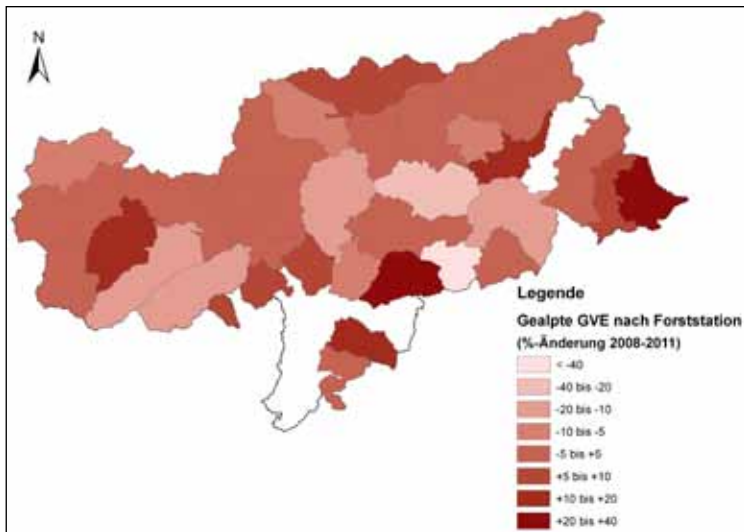 N
Legende
Gealpte GVE nach Forststation
(%-Änderung 2008-2011)
< -40
-40 bis -20
-20 bis -10
-10 bis -5
-5 bis +5
+5 bis +10
+10 bis +20
+20 bis +40